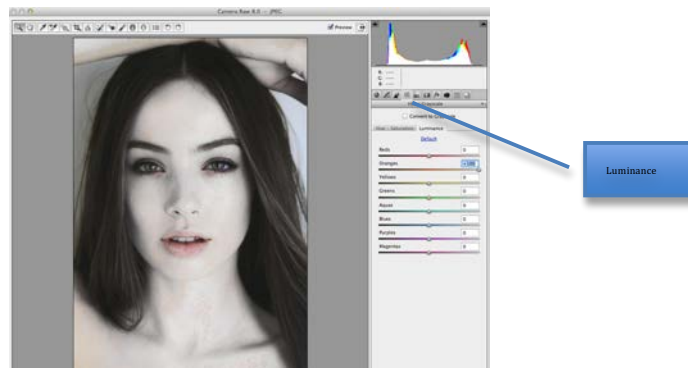 Camera Raw 8.0 - JPEG
Preview
R: ---
G: ---
B: ---
HSL / Grayscale
Convert to Grayscale
Hue Saturation Luminance
Default
Reds 0
Oranges +100
Yellows 0
Greens 0
Aquas 0
Blues 0
Purples 0
Magentas 0
Luminance